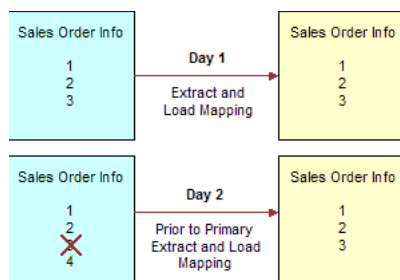 Sales Order Info
1
2
3
Day 1
Extract and
Load Mapping
Sales Order Info
1
2
3
Sales Order Info
1
2
3
4
Day 2
Prior to Primary
Extract and Load
Mapping
Sales Order Info
1
2
3